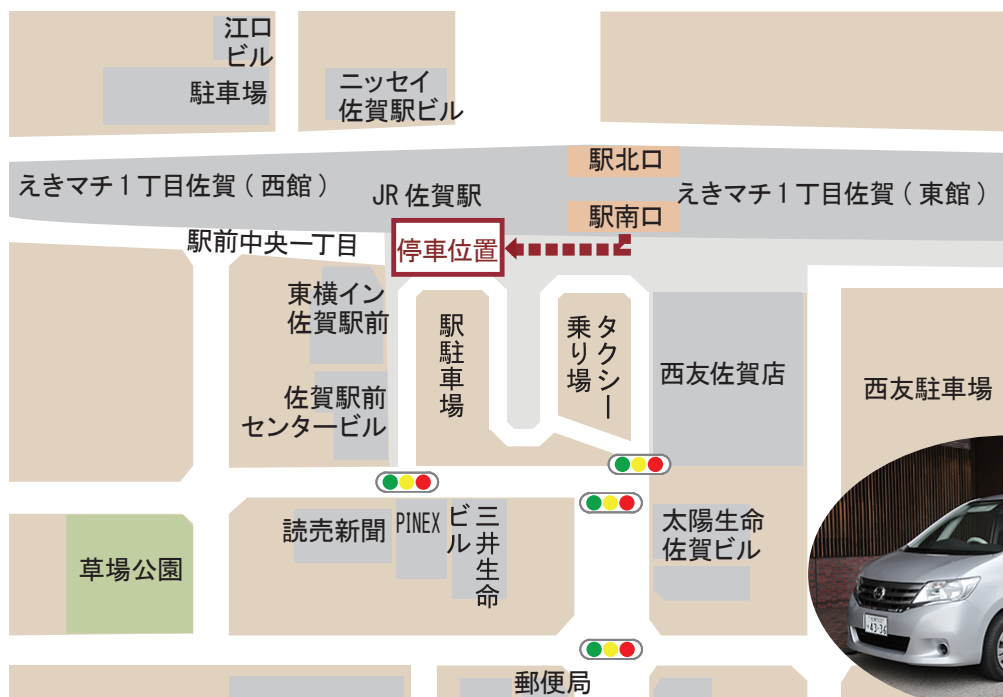 江口
ビル
駐車場
ニッセイ
佐賀駅ビル
駅北口
えきマチ１丁目佐賀 ( 西館 )
JR 佐賀駅
えきマチ１丁目佐賀 ( 東館 )
駅南口
駅前中央一丁目
停車位置
東横イン
佐賀駅前
駅駐車場
タクシー
乗り場
西友佐賀店
西友駐車場
佐賀駅前
センタービル
読売新聞
PINEX
三井生命
ビル
太陽生命
佐賀ビル
草場公園
43-36
郵便局